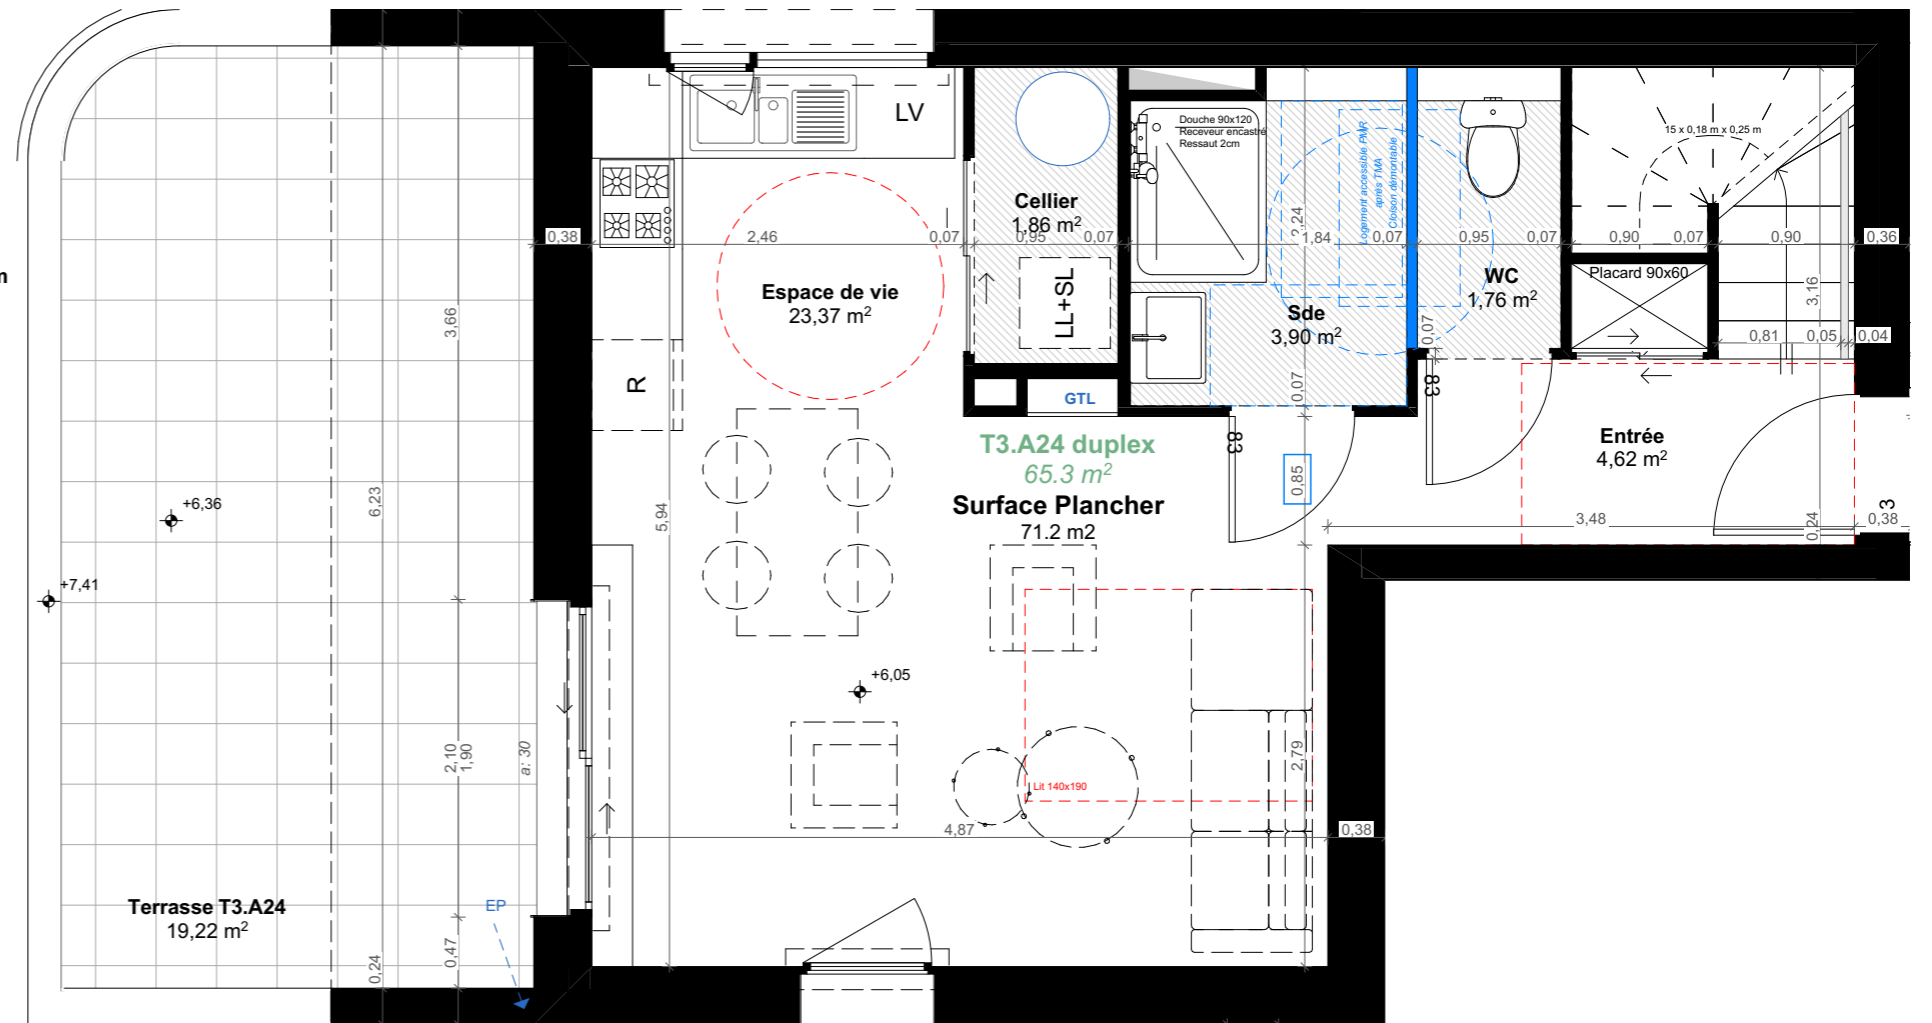 LV
Douche 90x120
Receveur encastré
Ressaut 2cm
Logement accessible PMR
après TMA
Cloison démontable
15 x 0,18 m x 0,25 m
Cellier
1,86 m²
2,24
0,38
2,46
0,07
0,95
0,07
1,84
0,07
0,95
0,07
0,90
0,07
0,90
0,36
m
Espace de vie
23,37 m²
LL+SL
Sde
3,90 m²
WC
1,76 m²
Placard 90x60
3,16
3,66
0,07
0,81
0,05
0,04
R
GTL
0,07
83
83
T3.A24 duplex
65.3 m²
Surface Plancher
71.2 m2
Entrée
4,62 m²
0,85
+6,36
6,23
5,94
3,48
0,24
0,38
3
+7,41
+6,05
2,10
1,90
a: 30
2,79
Lit 140x190
4,87
0,38
Terrasse T3.A24
19,22 m²
EP
0,24
0,47